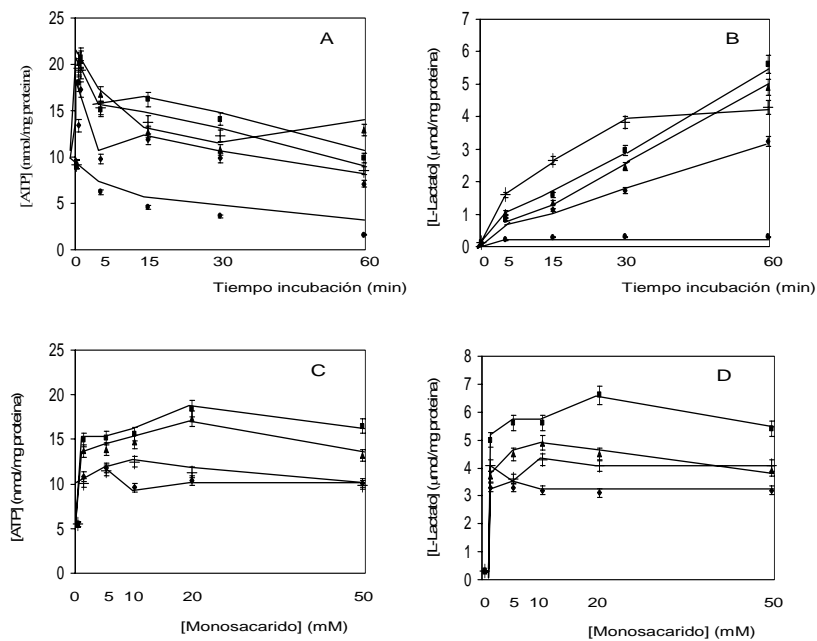 A
[ATP] (nmol/mg proteina)
25
20
15
10
5
0
0 5 15 30 60
Tiempo incubación (min)
B
[L-Lactato] (μmol/mg proteina)
7
6
5
4
3
2
1
0
0 5 15 30 60
Tiempo incubación (min)
C
[ATP] (nmol/mg proteina)
25
20
15
10
5
0
0 5 10 20 50
[Monosacarido] (mM)
D
[L-Lactato] (μmol/mg proteina)
8
7
6
5
4
3
2
1
0
0 5 10 20 50
[Monosacarido] (mM)